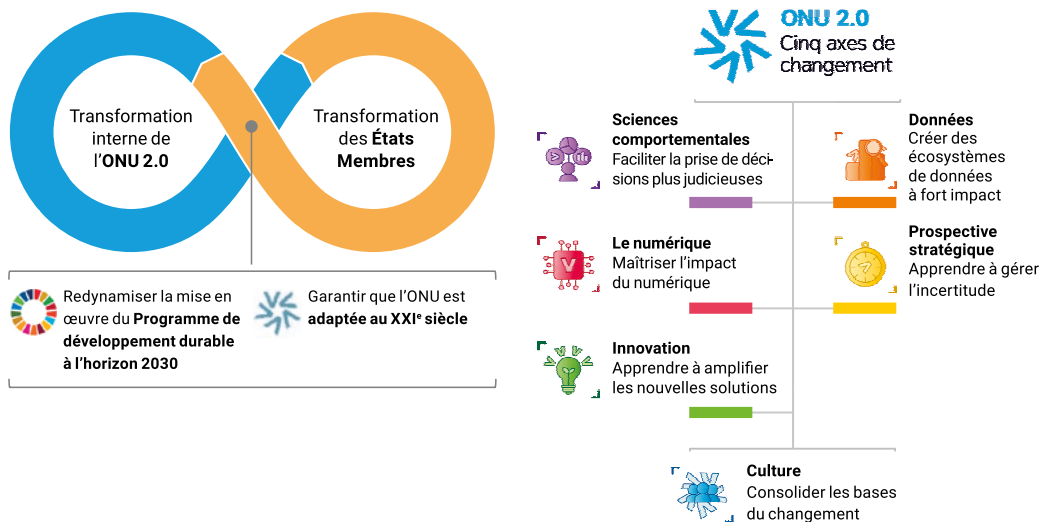 Transformation
interne de
l’ONU 2.0
Transformation
des États
Membres
Redynamiser la mise en
œuvre du Programme de
développement durable
à l’horizon 2030
Garantir que l’ONU est
adaptée au XXIe siècle
ONU 2.0
Cinq axes de
changement
Sciences
comportementales
Faciliter la prise de déci-
sions plus judicieuses
Données
Créer des
écosystèmes
de données
à fort impact
Le numérique
Maîtriser l’impact
du numérique
Prospective
stratégique
Apprendre à gérer
l’incertitude
Innovation
Apprendre à amplifier
les nouvelles solutions
Culture
Consolider les bases
du changement